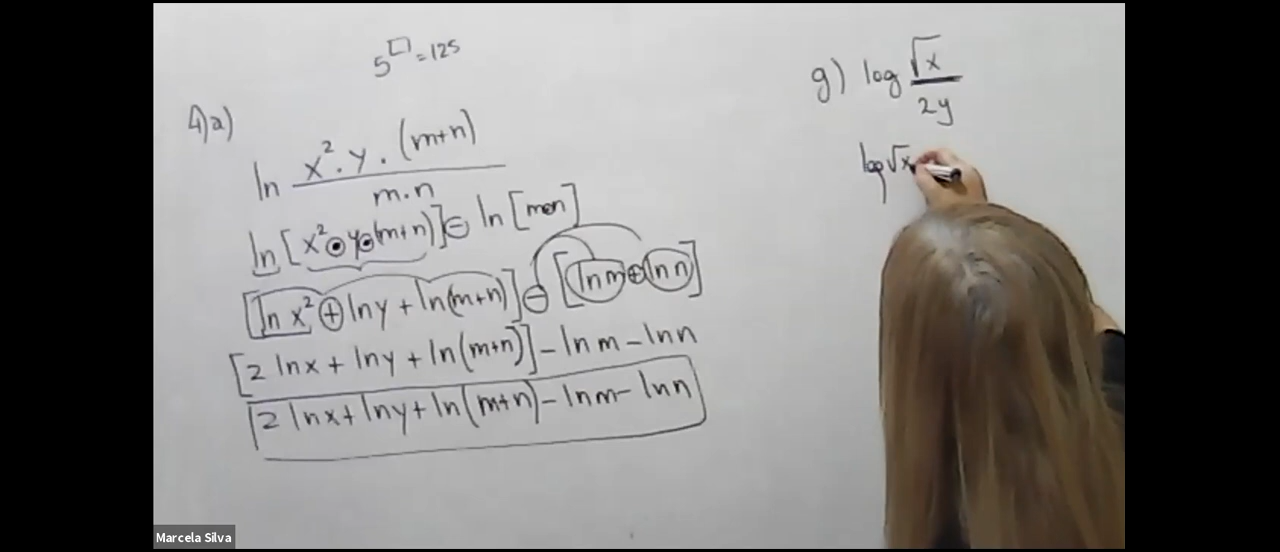 5^□ = 125
4)a)
ln x². y . (m+n) / m.n
ln [x² • y • (m+n)] - ln [m•n]
[ln x² + ln y + ln(m+n)] - [ln m + ln n]
[2 ln x + ln y + ln(m+n)] - ln m - ln n
2 ln x + ln y + ln(m+n) - ln m - ln n
g) log √x / 2y
log √x
Marcela Silva